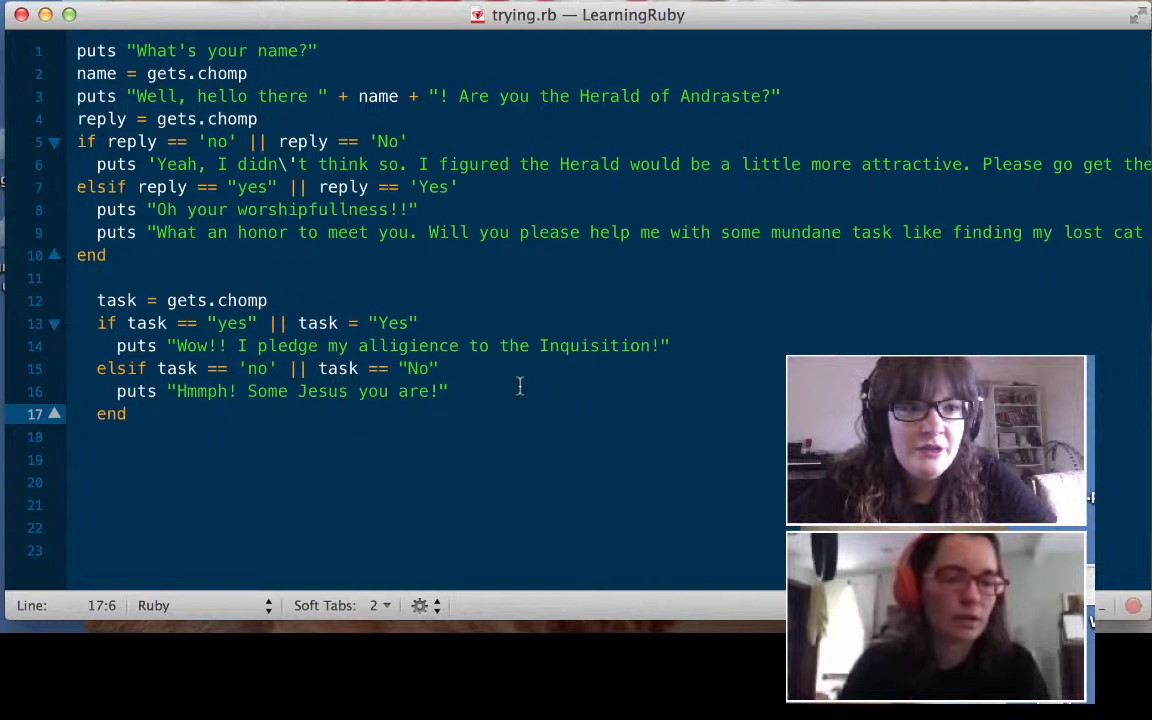 trying.rb — LearningRuby
1 puts "What's your name?"
2 name = gets.chomp
3 puts "Well, hello there " + name + "! Are you the Herald of Andraste?"
4 reply = gets.chomp
5 if reply == 'no' || reply == 'No'
6 puts 'Yeah, I didn\'t think so. I figured the Herald would be a little more attractive. Please go get the
7 elsif reply == "yes" || reply == 'Yes'
8 puts "Oh your worshipfullness!!"
9 puts "What an honor to meet you. Will you please help me with some mundane task like finding my lost cat
10 end
11
12 task = gets.chomp
13 if task == "yes" || task = "Yes"
14 puts "Wow!! I pledge my alligience to the Inquisition!"
15 elsif task == 'no' || task == "No"
16 puts "Hmmph! Some Jesus you are!"
17 end
18
19
20
21
22
23
Line: 17:6 Ruby Soft Tabs: 2